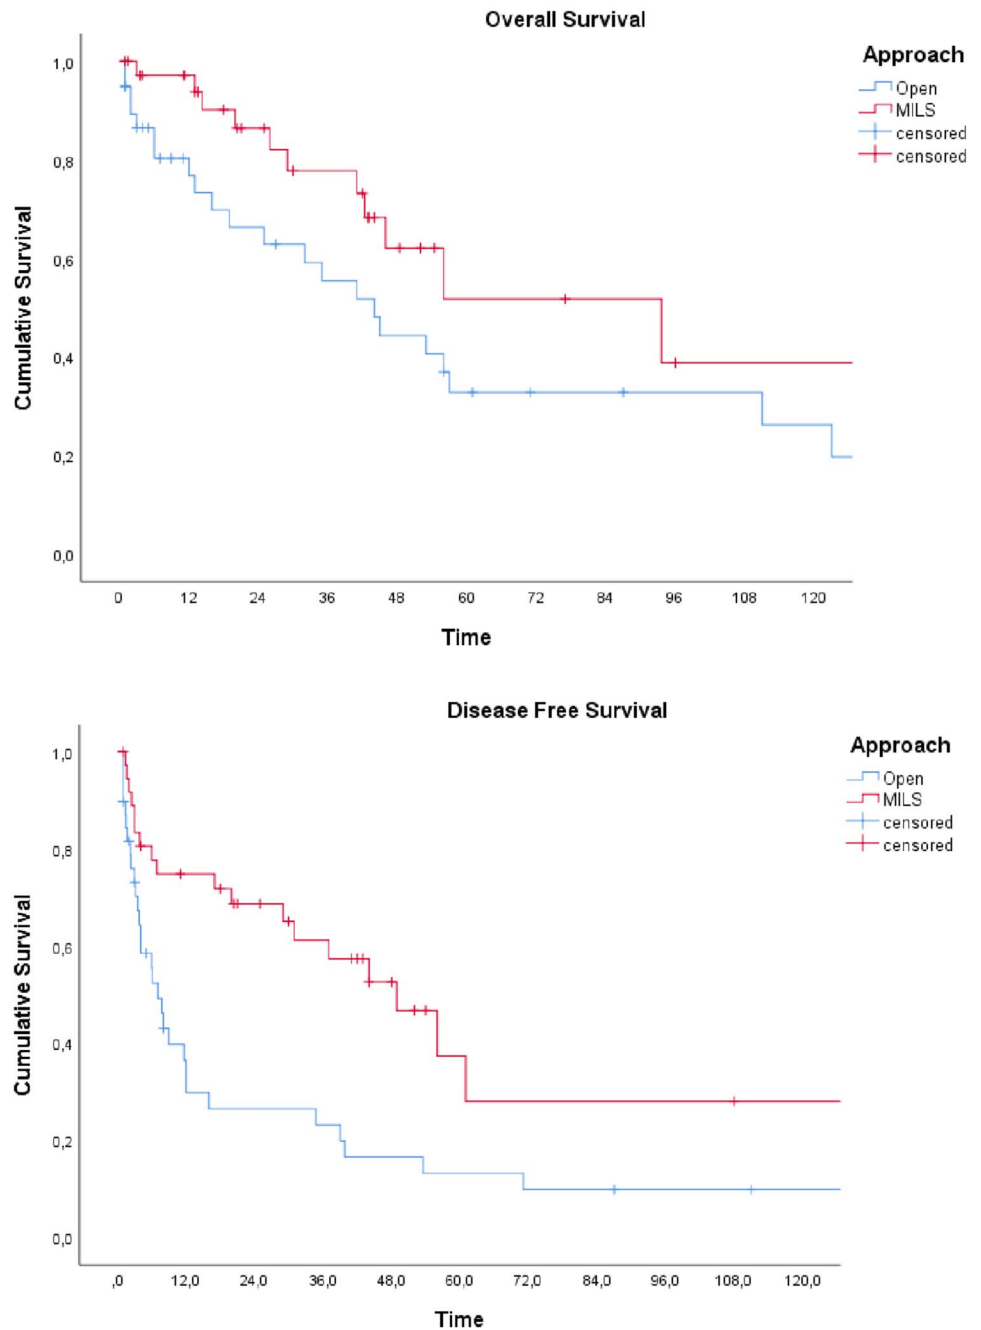 Overall Survival
Approach
Open
MILS
censored
censored
Cumulative Survival
1,0
0,8
0,6
0,4
0,2
0,0
0 12 24 36 48 60 72 84 96 108 120
Time
Disease Free Survival
Approach
Open
MILS
censored
censored
Cumulative Survival
1,0
0,8
0,6
0,4
0,2
0,0
,0 12,0 24,0 36,0 48,0 60,0 72,0 84,0 96,0 108,0 120,0
Time